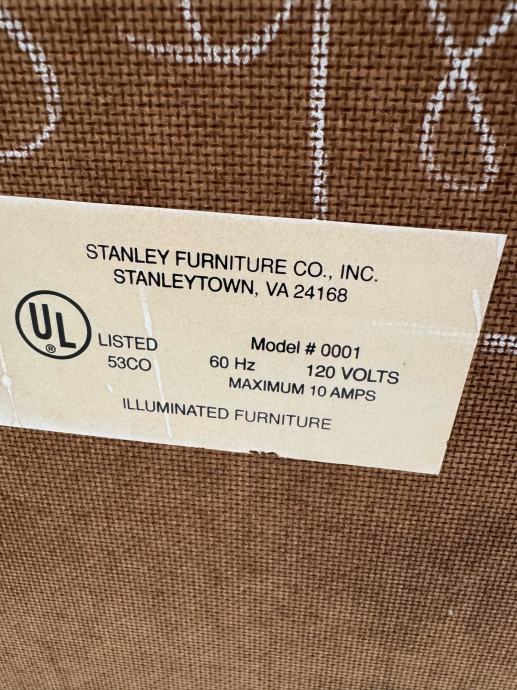 STANLEY FURNITURE CO., INC.
STANLEYTOWN, VA 24168
UL
®
LISTED
53CO
Model # 0001
60 Hz 120 VOLTS
MAXIMUM 10 AMPS
ILLUMINATED FURNITURE